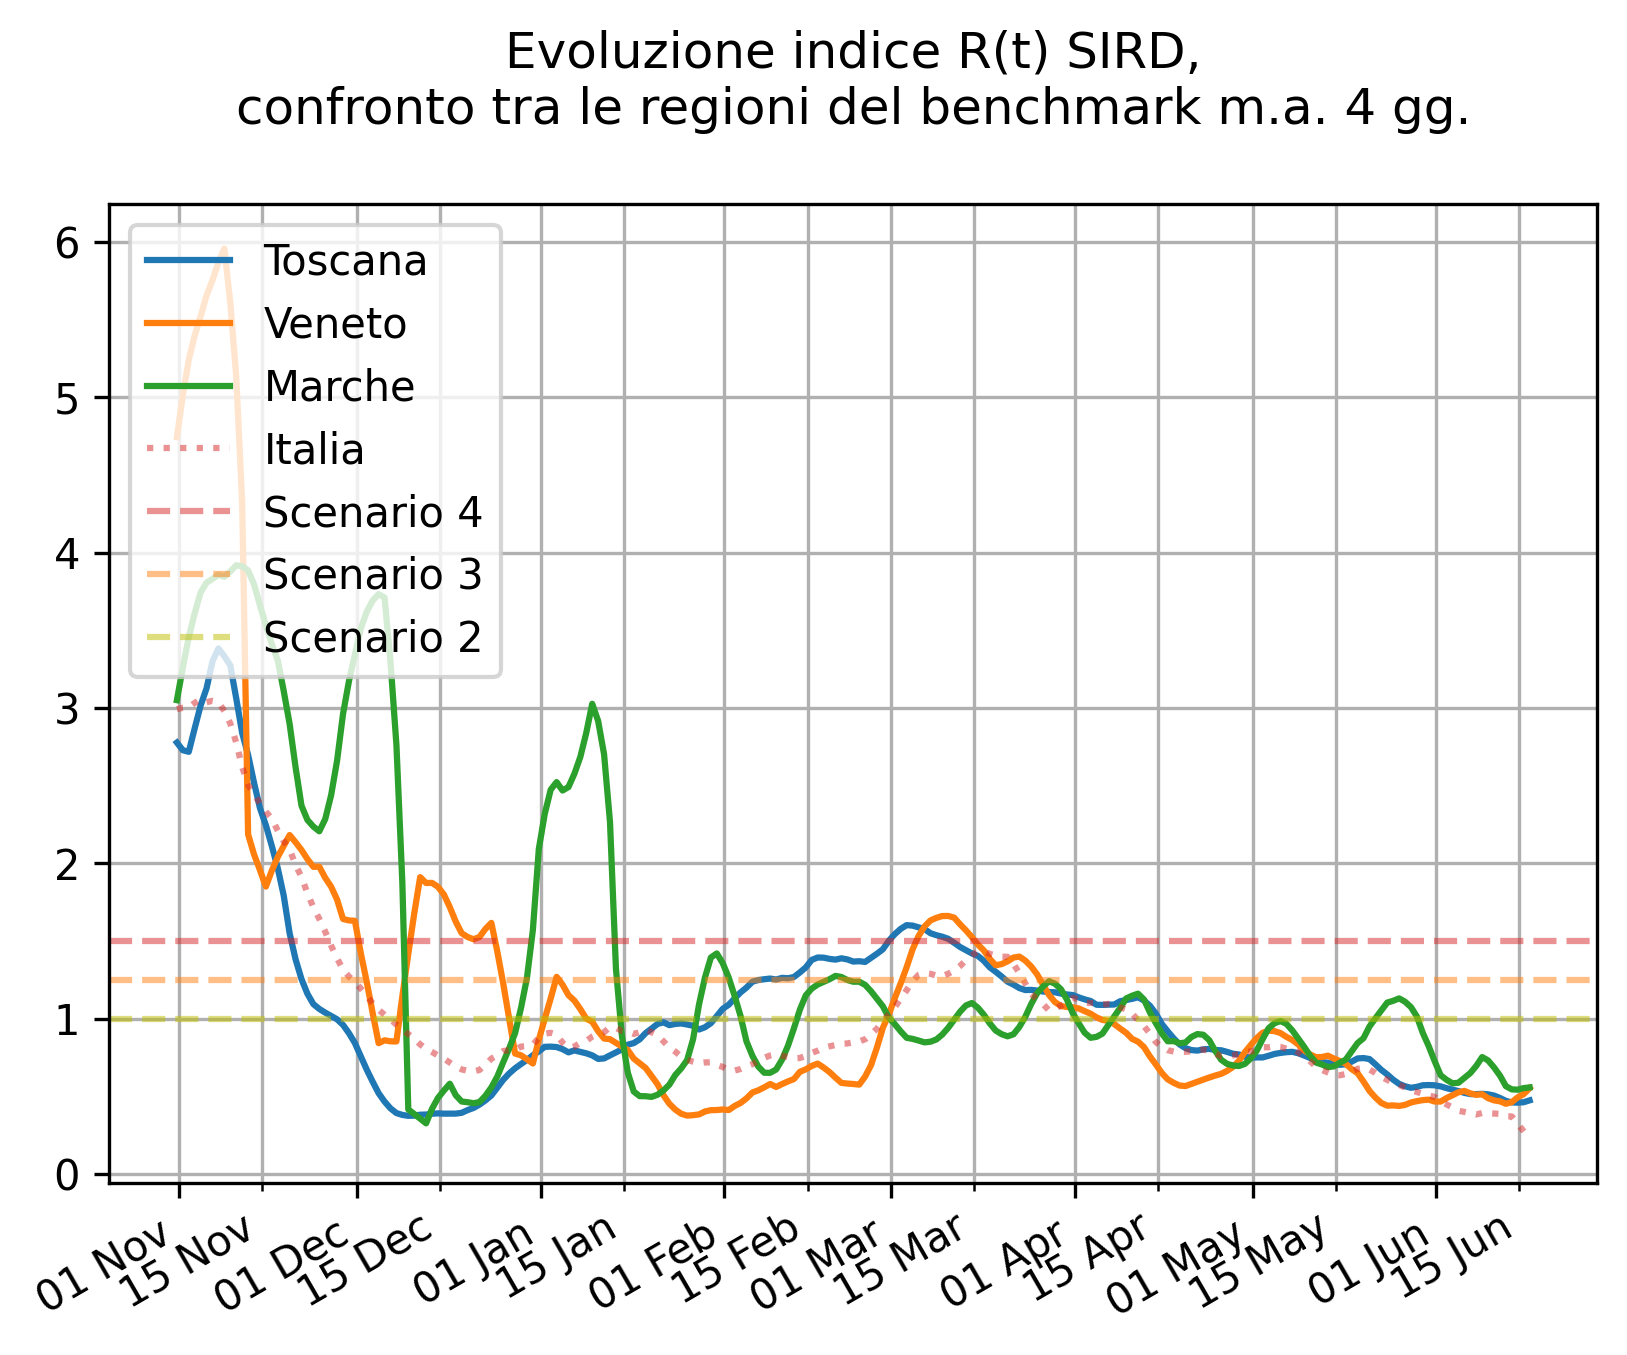 Evoluzione indice R(t) SIRD,
confronto tra le regioni del benchmark m.a. 4 gg.
6
5
4
3
2
1
0
Toscana
Veneto
Marche
Italia
Scenario 4
Scenario 3
Scenario 2
01 Nov
15 Nov
01 Dec
15 Dec
01 Jan
15 Jan
01 Feb
15 Feb
01 Mar
15 Mar
01 Apr
15 Apr
01 May
15 May
01 Jun
15 Jun